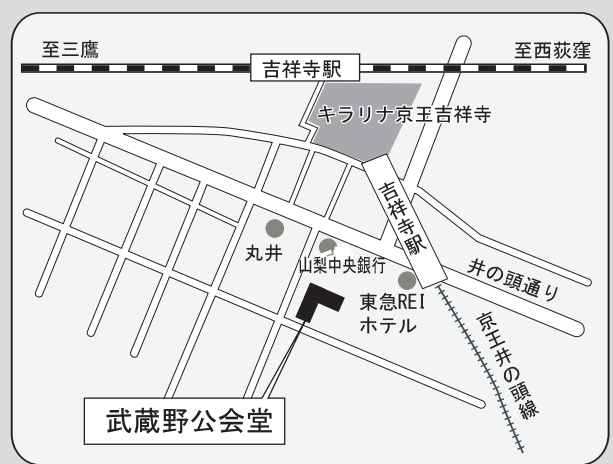 至三鷹
吉祥寺駅
至西荻窪
キラリナ京王吉祥寺
吉祥寺駅
丸井
山梨中央銀行
井の頭通り
東急REI
ホテル
京王井の頭線
武蔵野公会堂